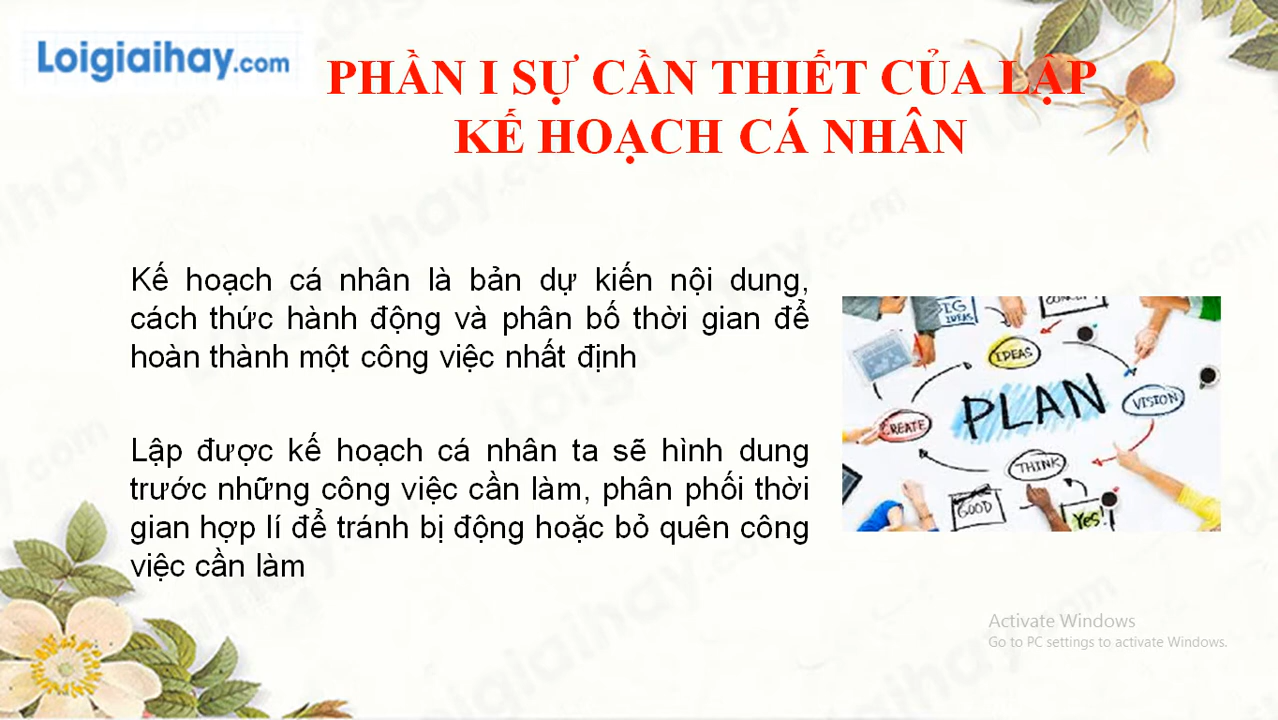 Loigiaihay.com
PHẦN I SỰ CẦN THIẾT CỦA LẬP
KẾ HOẠCH CÁ NHÂN
Kế hoạch cá nhân là bản dự kiến nội dung,
cách thức hành động và phân bố thời gian để
hoàn thành một công việc nhất định
Lập được kế hoạch cá nhân ta sẽ hình dung
trước những công việc cần làm, phân phối thời
gian hợp lí để tránh bị động hoặc bỏ quên công
việc cần làm
IDEAS
IDEAS
PLAN
VISION
CREATE
THINK
GOOD
Yes!
Activate Windows
Go to PC settings to activate Windows.